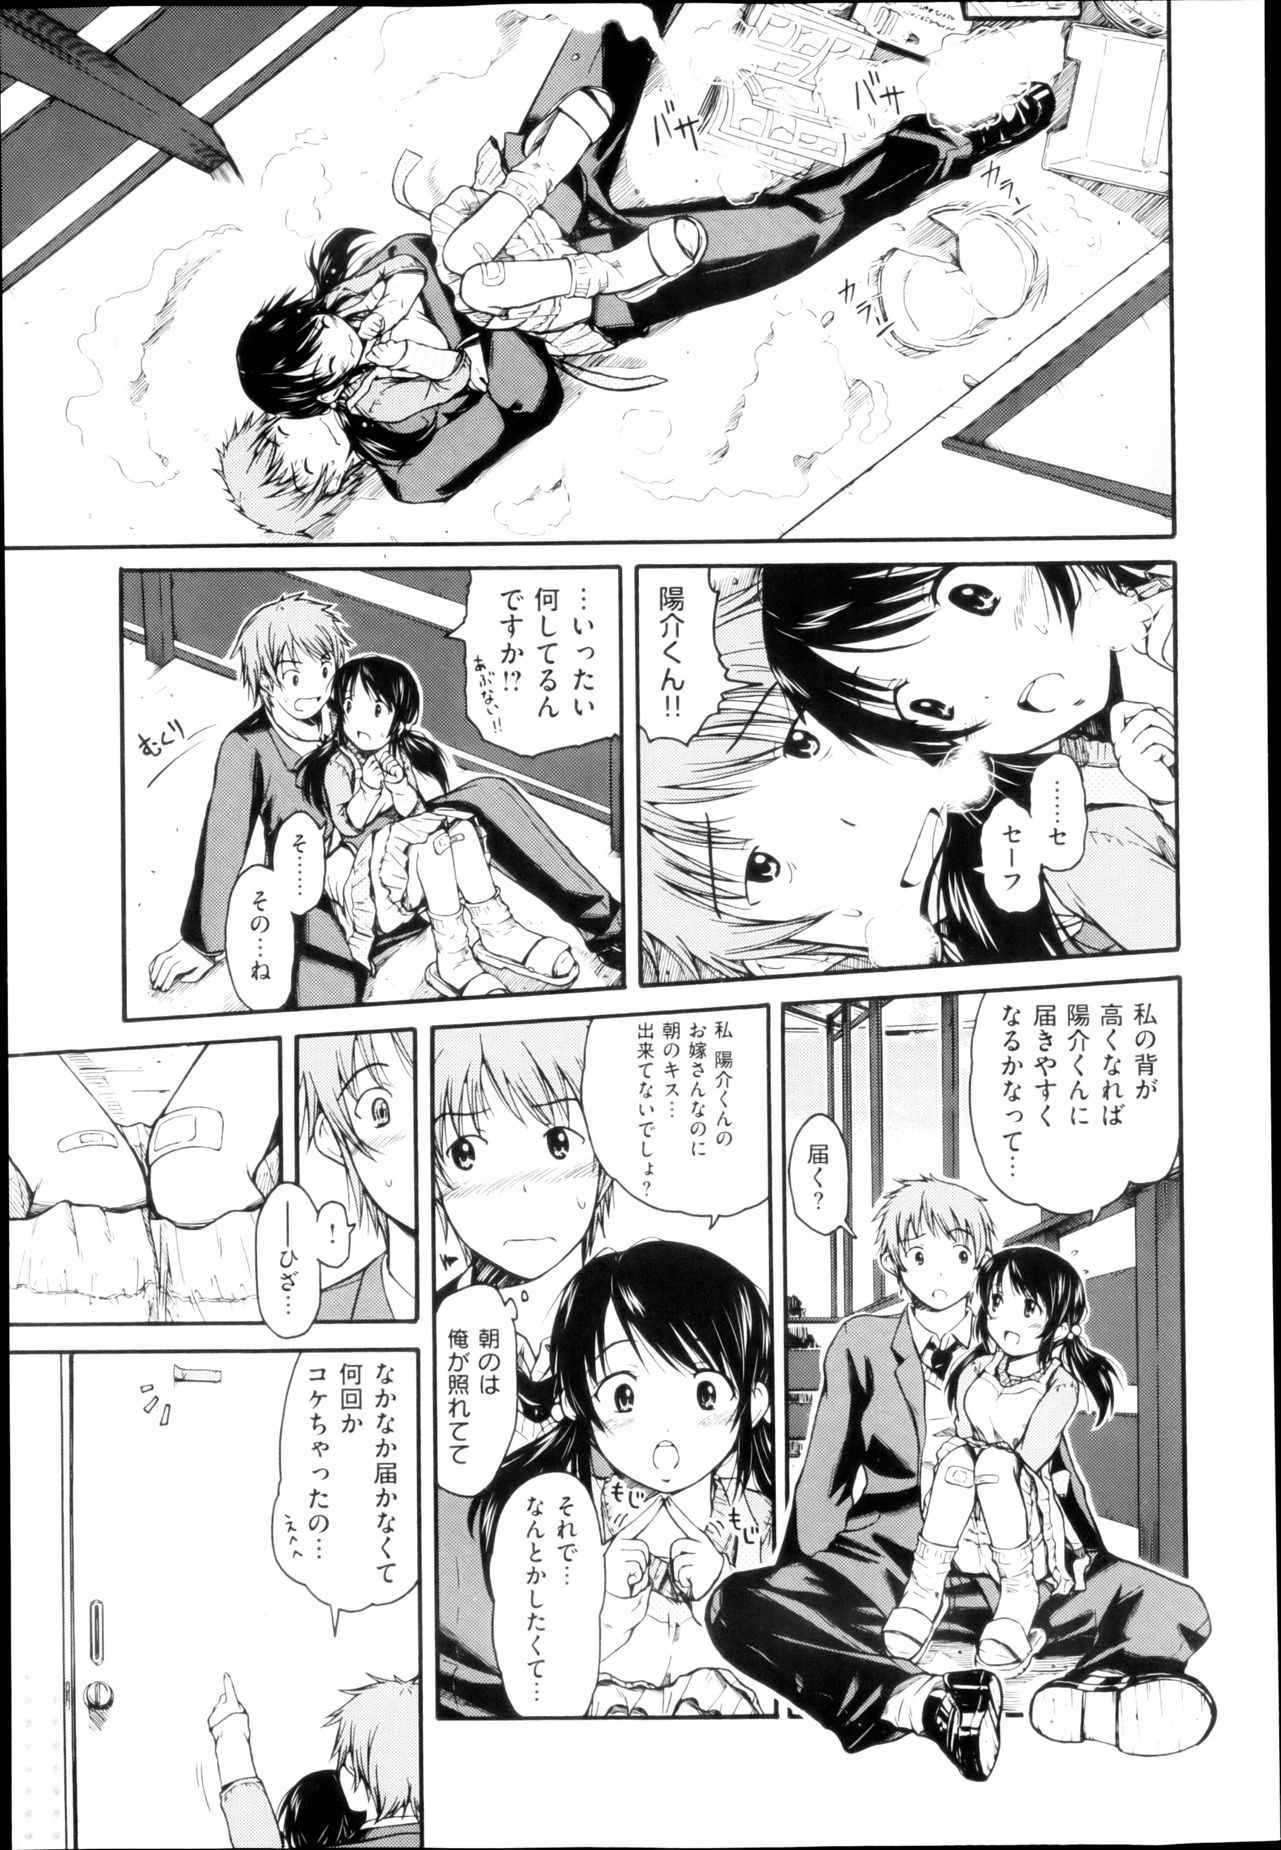 バサ
バサ
カラン
カラン
陽介くん!!
……セ
セーフ
…いったい
何してるん
ですか!?
あぶない!!
むくり
そ……
その…ね
私の背が
高くなれば
陽介くんに
届きやすく
なるかなって…
届く?
私 陽介くんの
お嫁さんなのに
朝のキス…
出来てないでしょ?
朝のは
俺が照れてて
それで…
なんとかしたくて…
もじ
もじ
!
──ひざ…
なかなか届かなくて
何回か
コケちゃったの…
えへへ